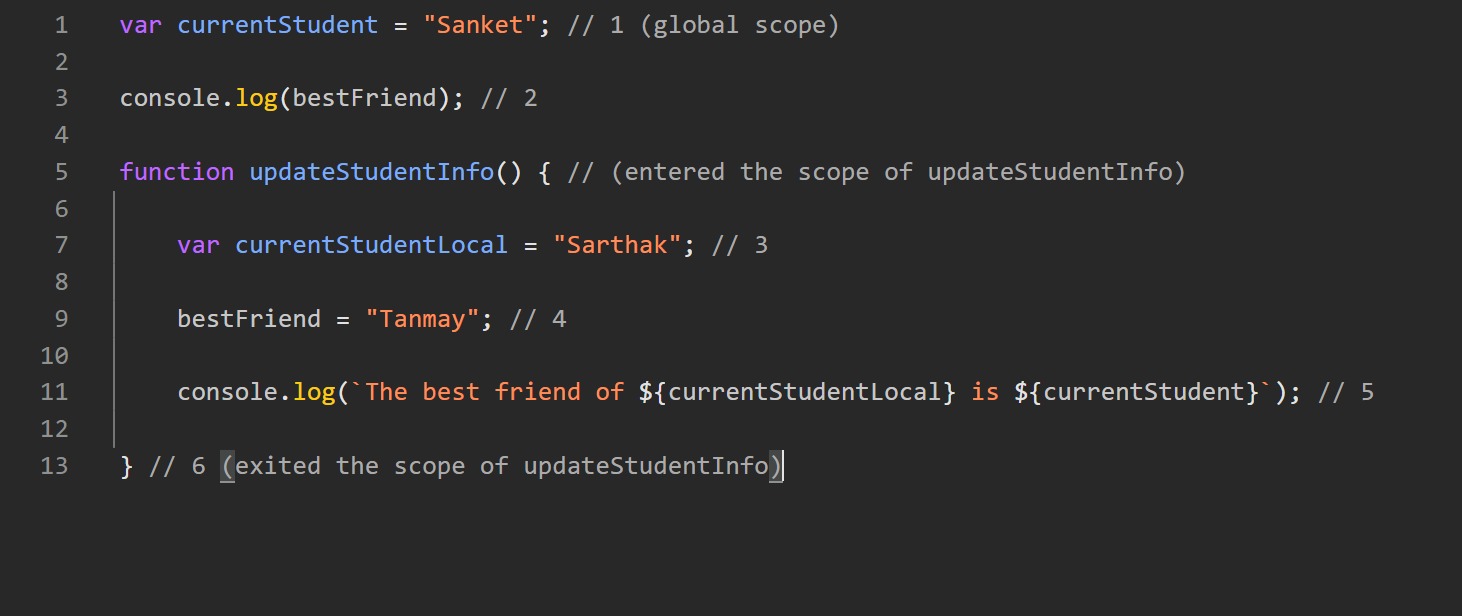 1 var currentStudent = "Sanket"; // 1 (global scope)
2
3 console.log(bestFriend); // 2
4
5 function updateStudentInfo() { // (entered the scope of updateStudentInfo)
6
7     var currentStudentLocal = "Sarthak"; // 3
8
9     bestFriend = "Tanmay"; // 4
10
11     console.log(`The best friend of ${currentStudentLocal} is ${currentStudent}`); // 5
12
13 } // 6 (exited the scope of updateStudentInfo)